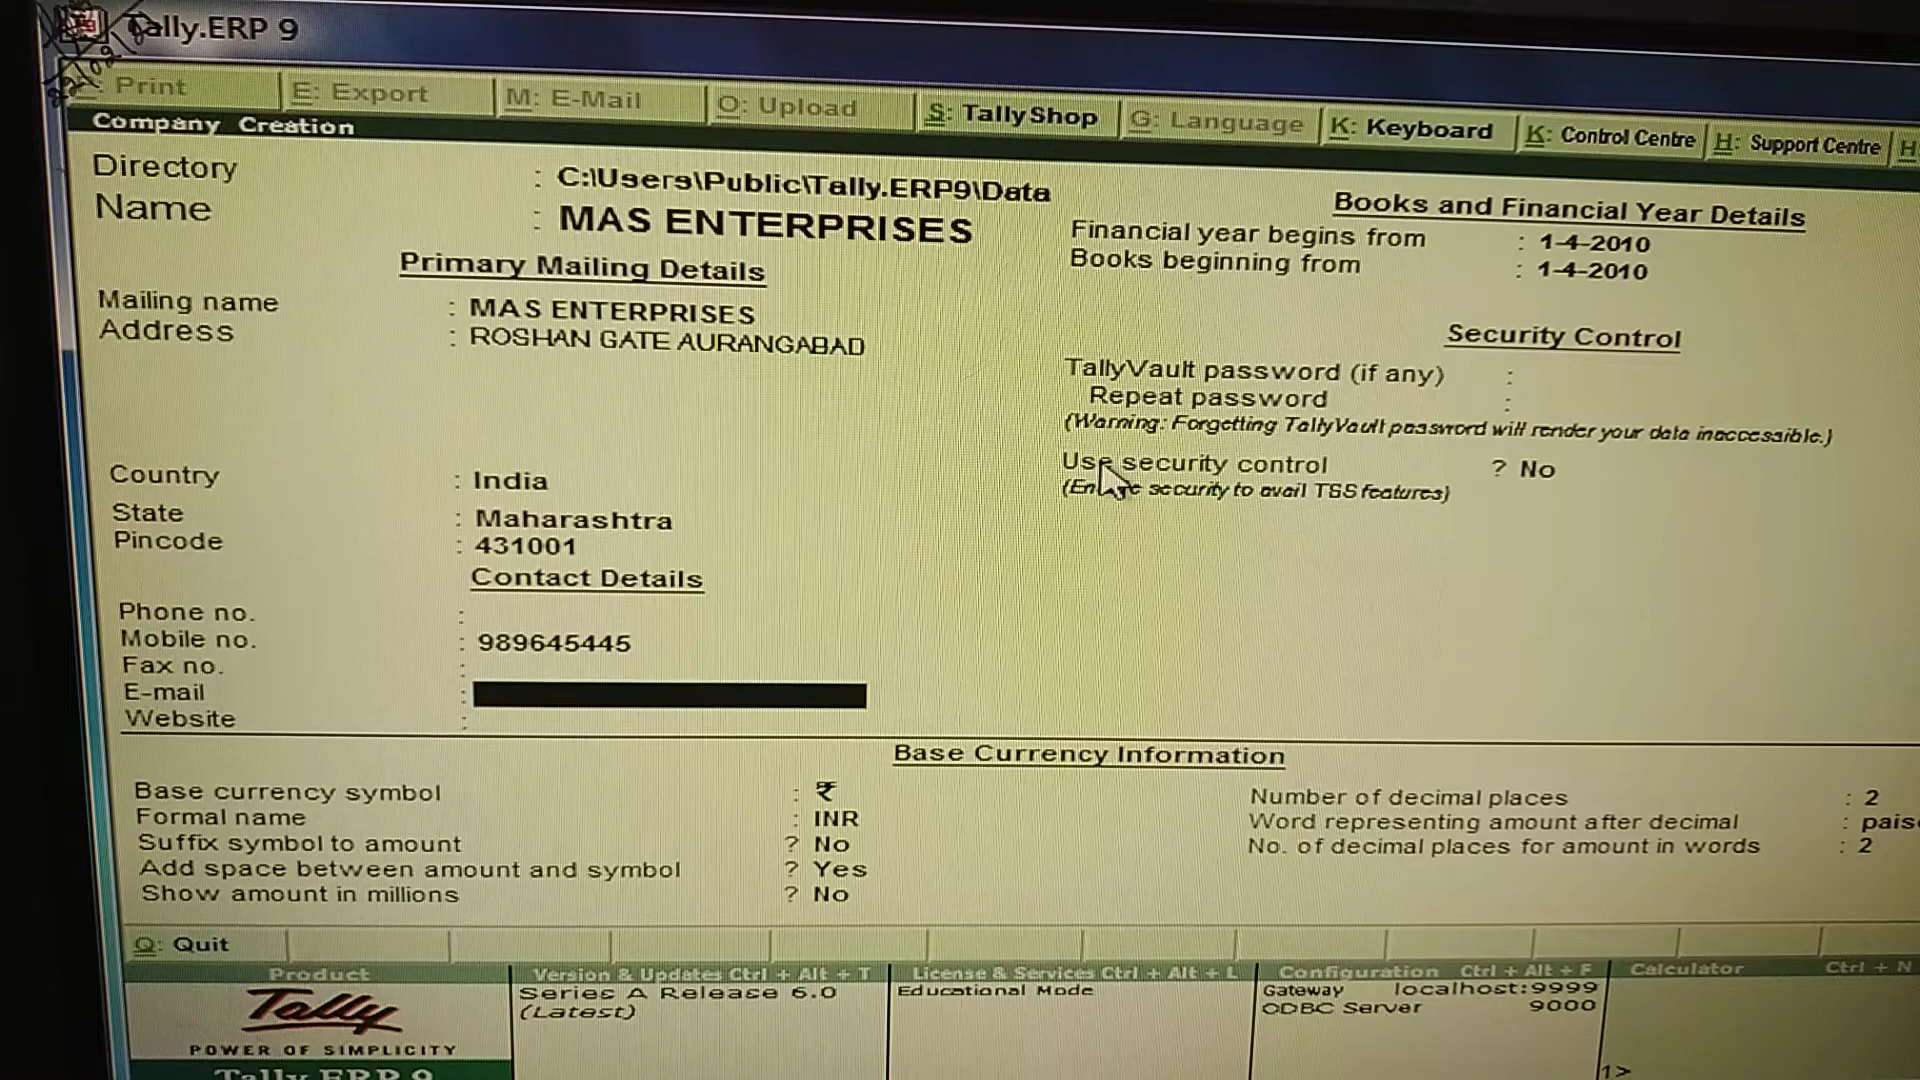 Tally.ERP 9
Print E: Export M: E-Mail O: Upload S: TallyShop G: Language K: Keyboard K: Control Centre H: Support Centre H
Company Creation
Directory : C:\Users\Public\Tally.ERP9\Data
Name : MAS ENTERPRISES
Primary Mailing Details
Mailing name : MAS ENTERPRISES
Address : ROSHAN GATE AURANGABAD
Country : India
State : Maharashtra
Pincode : 431001
Contact Details
Phone no. :
Mobile no. : 989645445
Fax no. :
E-mail :
Website :
Books and Financial Year Details
Financial year begins from : 1-4-2010
Books beginning from : 1-4-2010
Security Control
TallyVault password (if any) :
Repeat password :
(Warning: Forgetting TallyVault password will render your data inaccessible.)
Use security control ? No
(Enable security to avail TSS features)
Base Currency Information
Base currency symbol : ₹
Formal name : INR
Suffix symbol to amount ? No
Add space between amount and symbol ? Yes
Show amount in millions ? No
Number of decimal places : 2
Word representing amount after decimal : pais
No. of decimal places for amount in words : 2
Q: Quit
Product
Tally
POWER OF SIMPLICITY
Tally ERP 9
Version & Updates Ctrl + Alt + T
Series A Release 6.0
(Latest)
License & Services Ctrl + Alt + L
Educational Mode
Configuration Ctrl + Alt + F
Gateway localhost:9999
ODBC Server 9000
Calculator Ctrl + N
1>